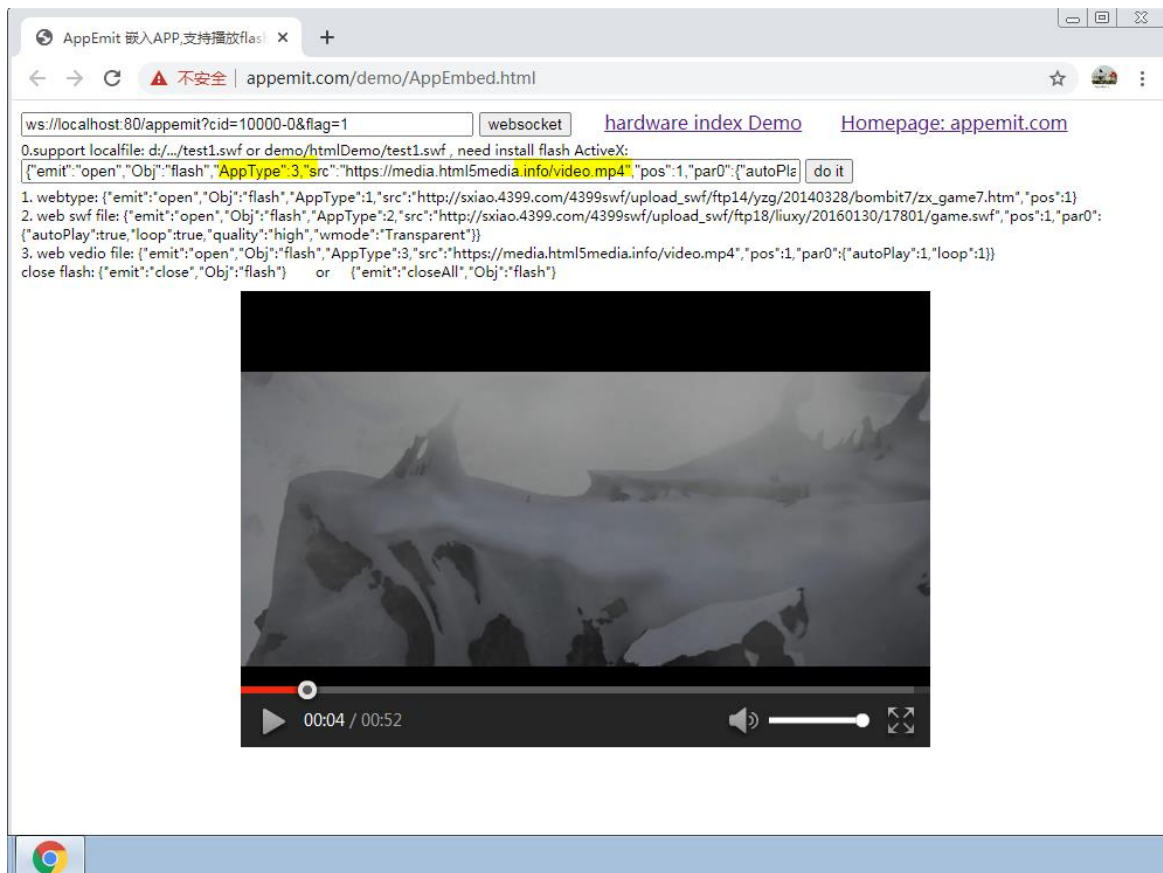 AppEmit 嵌入APP,支持播放flas
不安全 | appemit.com/demo/AppEmbed.html
ws://localhost:80/appemit?cid=10000-0&flag=1 websocket hardware index Demo Homepage: appemit.com
0.support localfile: d:/.../test1.swf or demo/htmlDemo/test1.swf , need install flash ActiveX:
{"emit":"open","Obj":"flash","AppType":3,"src":"https://media.html5media.info/video.mp4","pos":1,"par0":{"autoPla do it
1. webtype: {"emit":"open","Obj":"flash","AppType":1,"src":"http://sxiao.4399.com/4399swf/upload_swf/ftp14/yzg/20140328/bombit7/zx_game7.htm","pos":1}
2. web swf file: {"emit":"open","Obj":"flash","AppType":2,"src":"http://sxiao.4399.com/4399swf/upload_swf/ftp18/liuxy/20160130/17801/game.swf","pos":1,"par0":
{"autoPlay":true,"loop":true,"quality":"high","wmode":"Transparent"}}
3. web vedio file: {"emit":"open","Obj":"flash","AppType":3,"src":"https://media.html5media.info/video.mp4","pos":1,"par0":{"autoPlay":1,"loop":1}}
close flash: {"emit":"close","Obj":"flash"} or {"emit":"closeAll","Obj":"flash"}
00:04 / 00:52